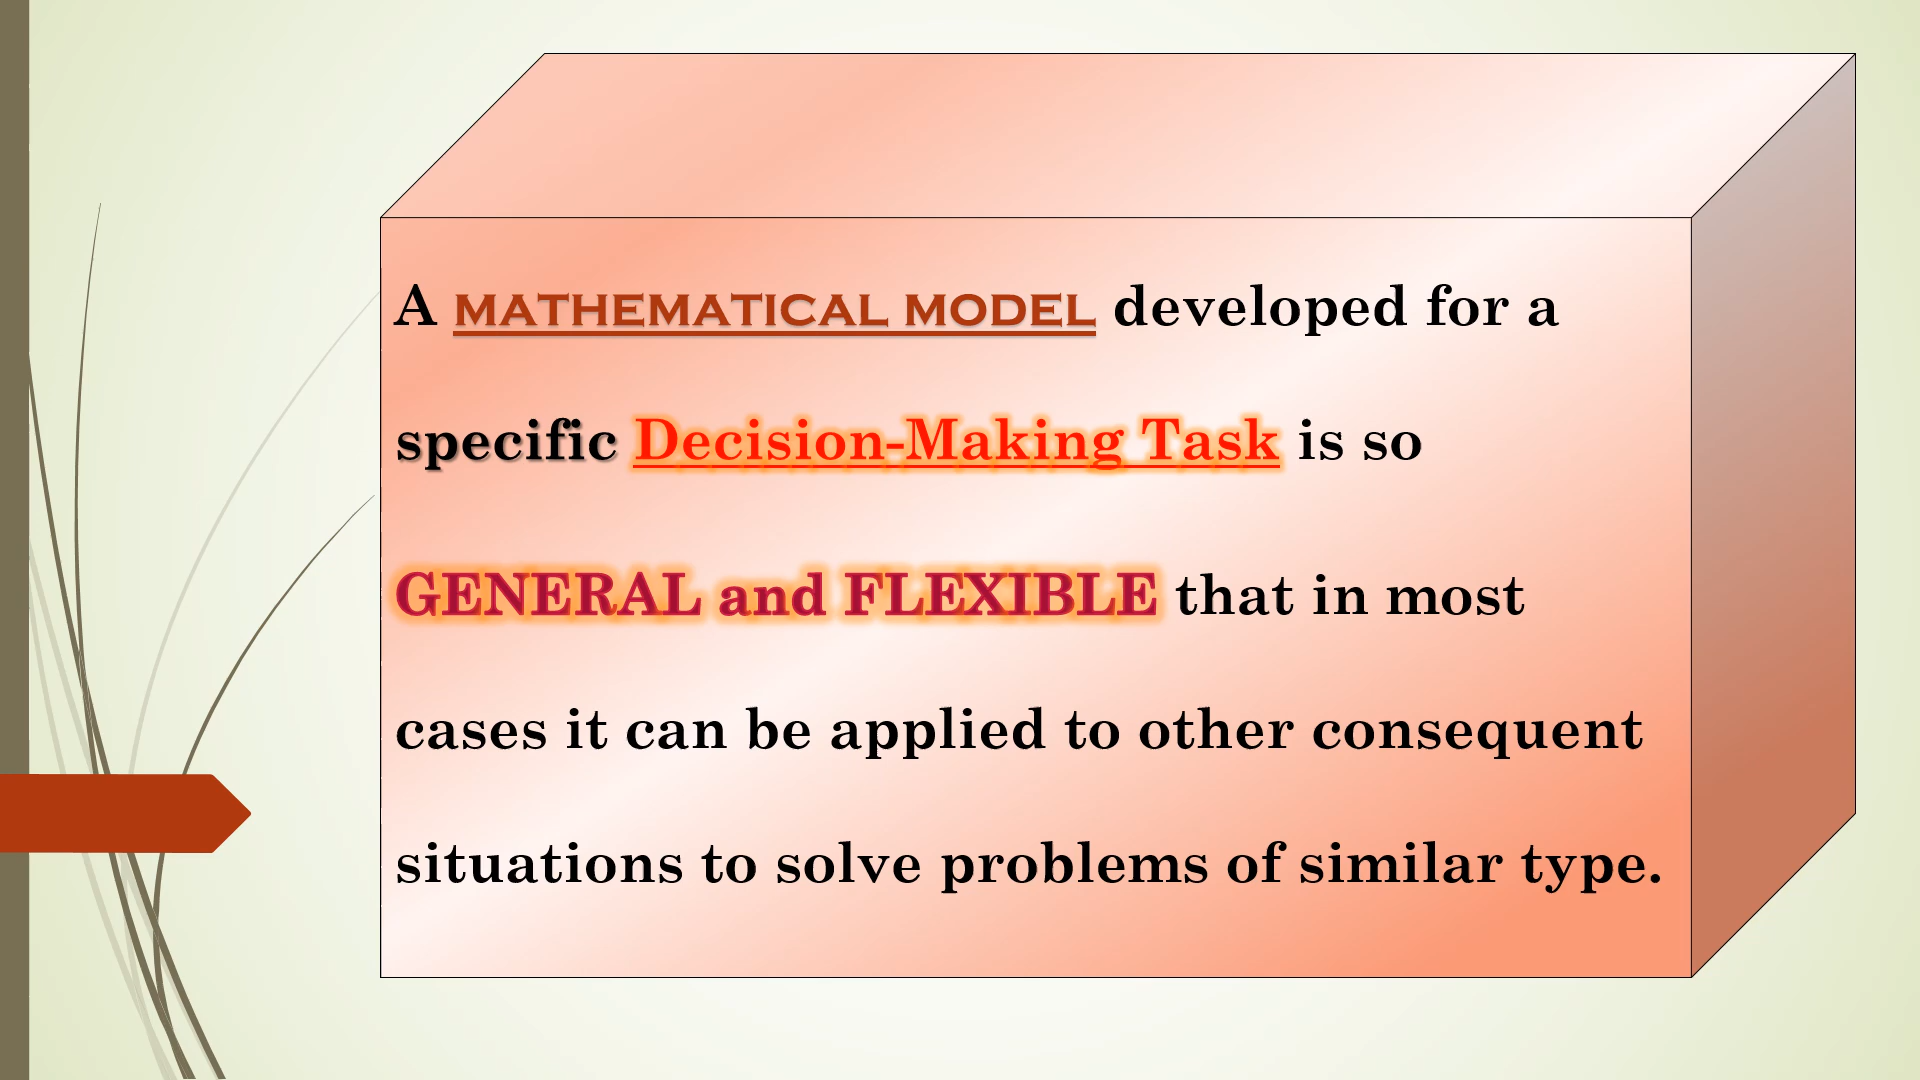 A MATHEMATICAL MODEL developed for a
specific Decision-Making Task is so
GENERAL and FLEXIBLE that in most
cases it can be applied to other consequent
situations to solve problems of similar type.